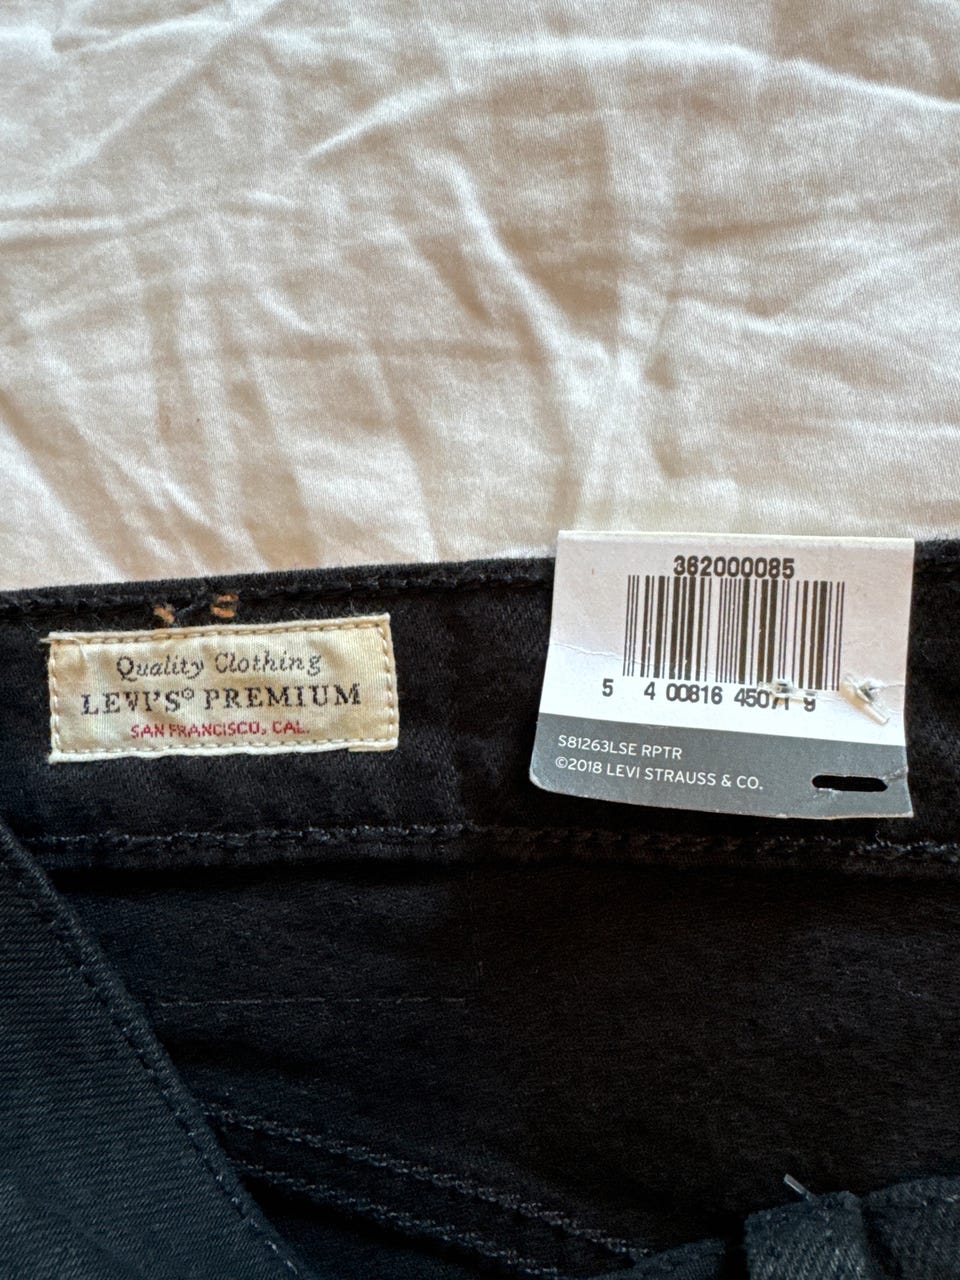 Quality Clothing
LEVI'S® PREMIUM
SAN FRANCISCO, CAL.
362000085
5 4 00816 45071 9
S81263LSE RPTR
©2018 LEVI STRAUSS & CO.